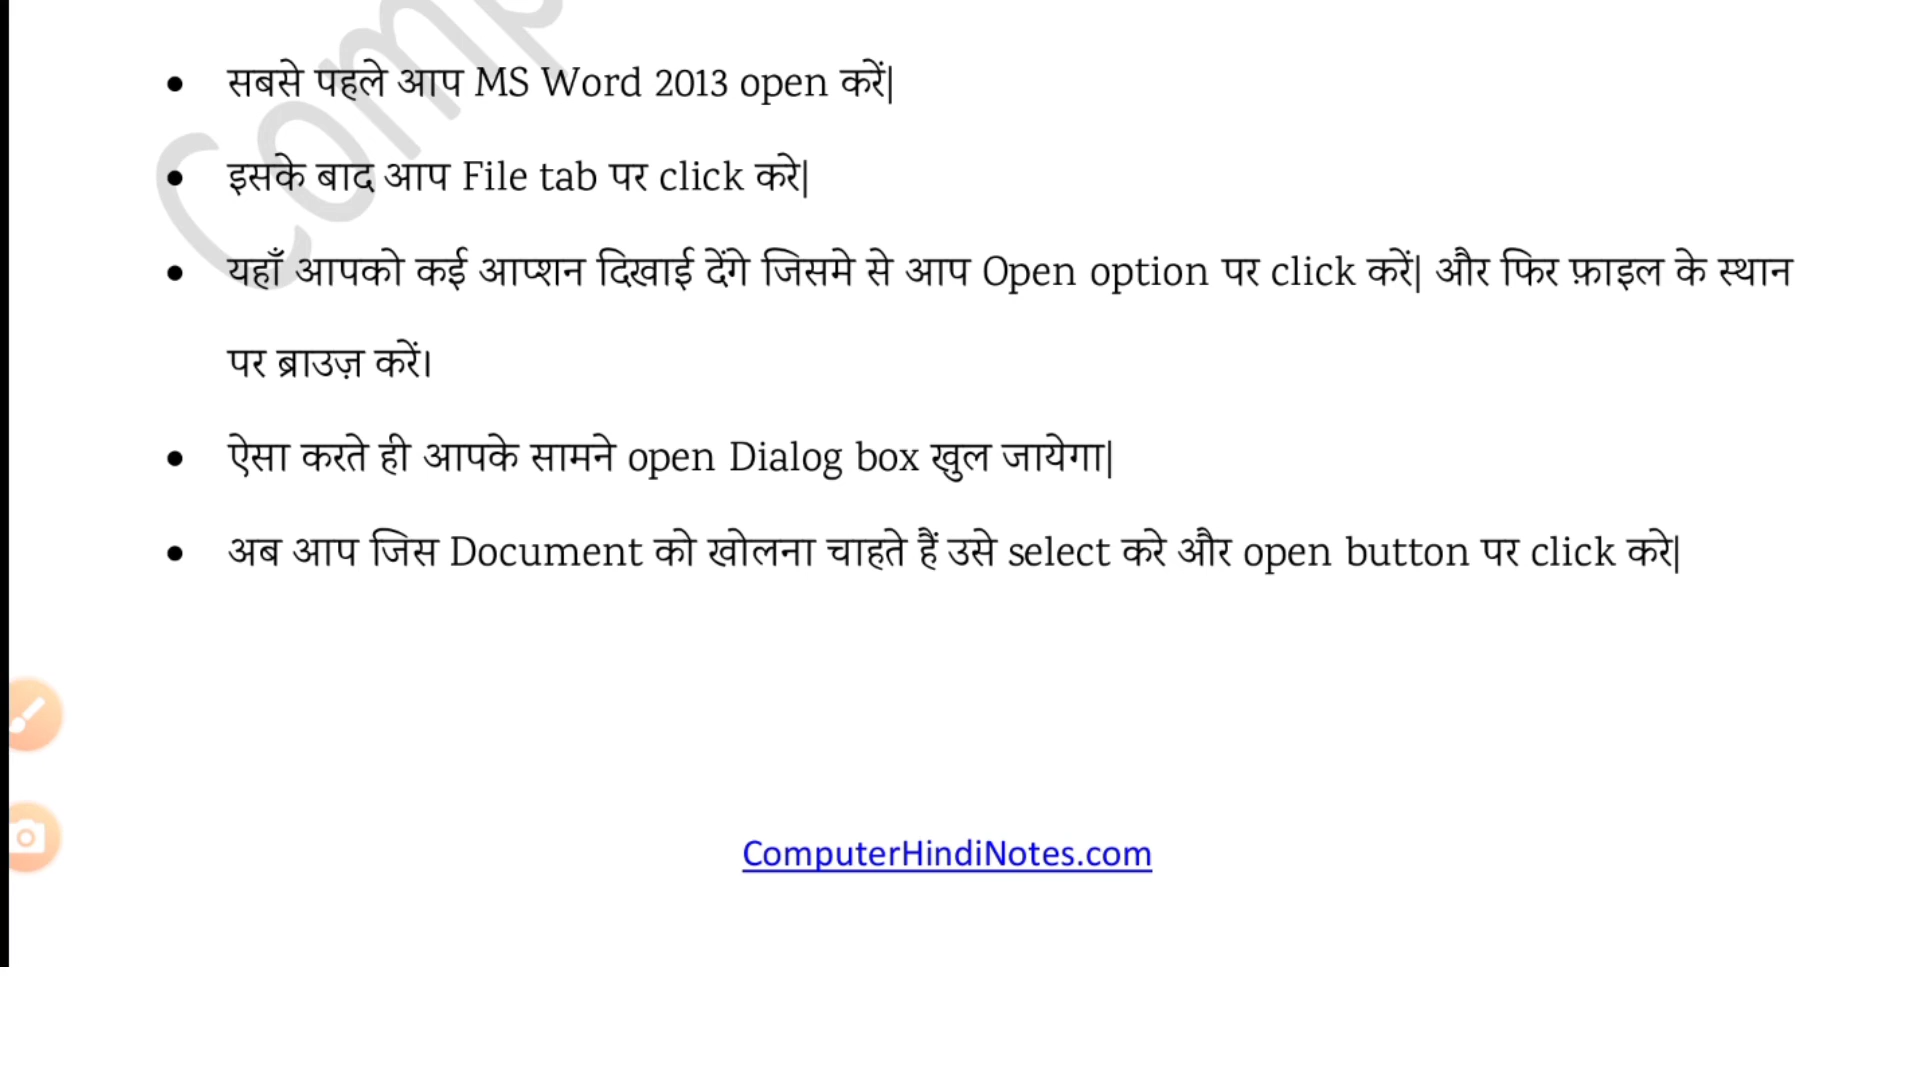 Comp
• सबसे पहले आप MS Word 2013 open करें|
• इसके बाद आप File tab पर click करे|
• यहाँ आपको कई आप्शन दिखाई देंगे जिसमे से आप Open option पर click करें| और फिर फ़ाइल के स्थान
पर ब्राउज़ करें।
• ऐसा करते ही आपके सामने open Dialog box खुल जायेगा|
• अब आप जिस Document को खोलना चाहते हैं उसे select करे और open button पर click करे|
ComputerHindiNotes.com